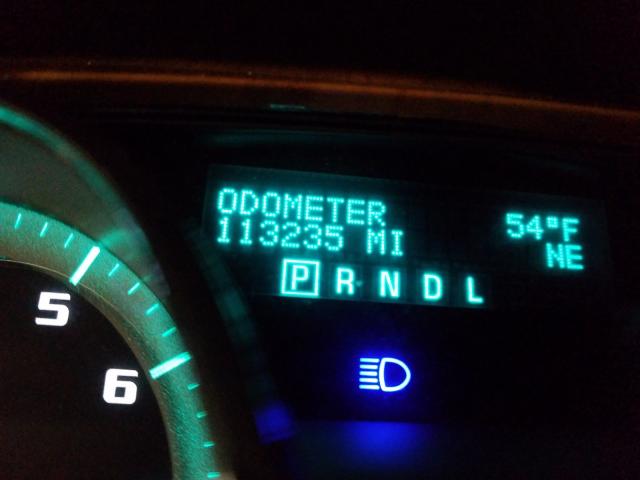 ODOMETER 54°F
113235 MI NE
P R N D L
5
6